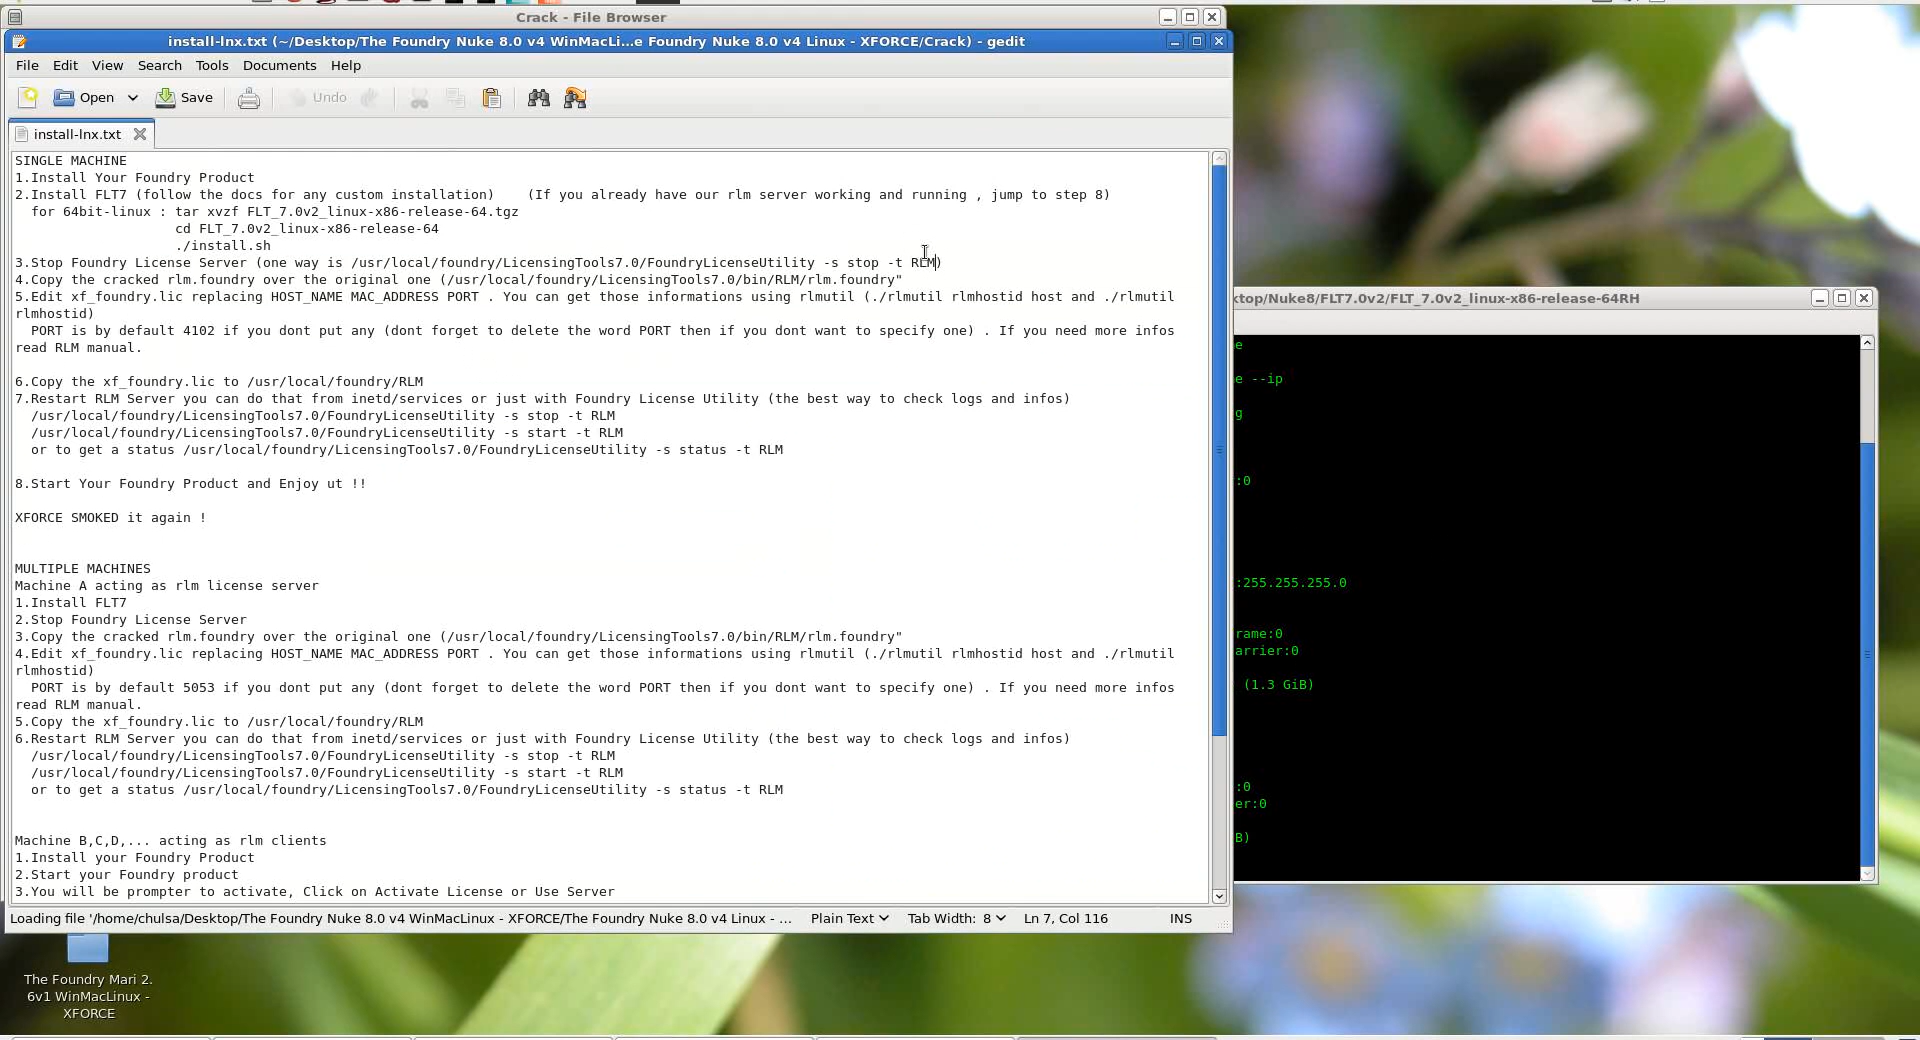 Crack - File Browser
install-lnx.txt (~/Desktop/The Foundry Nuke 8.0 v4 WinMacLi...e Foundry Nuke 8.0 v4 Linux - XFORCE/Crack) - gedit
File Edit View Search Tools Documents Help
Open Save Undo
install-lnx.txt
SINGLE MACHINE
1.Install Your Foundry Product
2.Install FLT7 (follow the docs for any custom installation)    (If you already have our rlm server working and running , jump to step 8)
  for 64bit-linux : tar xvzf FLT_7.0v2_linux-x86-release-64.tgz
                    cd FLT_7.0v2_linux-x86-release-64
                    ./install.sh
3.Stop Foundry License Server (one way is /usr/local/foundry/LicensingTools7.0/FoundryLicenseUtility -s stop -t RLM)
4.Copy the cracked rlm.foundry over the original one (/usr/local/foundry/LicensingTools7.0/bin/RLM/rlm.foundry"
5.Edit xf_foundry.lic replacing HOST_NAME MAC_ADDRESS PORT . You can get those informations using rlmutil (./rlmutil rlmhostid host and ./rlmutil
rlmhostid)
  PORT is by default 4102 if you dont put any (dont forget to delete the word PORT then if you dont want to specify one) . If you need more infos
read RLM manual.
6.Copy the xf_foundry.lic to /usr/local/foundry/RLM
7.Restart RLM Server you can do that from inetd/services or just with Foundry License Utility (the best way to check logs and infos)
  /usr/local/foundry/LicensingTools7.0/FoundryLicenseUtility -s stop -t RLM
  /usr/local/foundry/LicensingTools7.0/FoundryLicenseUtility -s start -t RLM
  or to get a status /usr/local/foundry/LicensingTools7.0/FoundryLicenseUtility -s status -t RLM
8.Start Your Foundry Product and Enjoy ut !!
XFORCE SMOKED it again !
MULTIPLE MACHINES
Machine A acting as rlm license server
1.Install FLT7
2.Stop Foundry License Server
3.Copy the cracked rlm.foundry over the original one (/usr/local/foundry/LicensingTools7.0/bin/RLM/rlm.foundry"
4.Edit xf_foundry.lic replacing HOST_NAME MAC_ADDRESS PORT . You can get those informations using rlmutil (./rlmutil rlmhostid host and ./rlmutil
rlmhostid)
  PORT is by default 5053 if you dont put any (dont forget to delete the word PORT then if you dont want to specify one) . If you need more infos
read RLM manual.
5.Copy the xf_foundry.lic to /usr/local/foundry/RLM
6.Restart RLM Server you can do that from inetd/services or just with Foundry License Utility (the best way to check logs and infos)
  /usr/local/foundry/LicensingTools7.0/FoundryLicenseUtility -s stop -t RLM
  /usr/local/foundry/LicensingTools7.0/FoundryLicenseUtility -s start -t RLM
  or to get a status /usr/local/foundry/LicensingTools7.0/FoundryLicenseUtility -s status -t RLM
Machine B,C,D,... acting as rlm clients
1.Install your Foundry Product
2.Start your Foundry product
3.You will be prompter to activate, Click on Activate License or Use Server
Loading file '/home/chulsa/Desktop/The Foundry Nuke 8.0 v4 WinMacLinux - XFORCE/The Foundry Nuke 8.0 v4 Linux - ... Plain Text Tab Width: 8 Ln 7, Col 116 INS
ktop/Nuke8/FLT7.0v2/FLT_7.0v2_linux-x86-release-64RH
e
e --ip
g
:0
:255.255.255.0
rame:0
arrier:0
(1.3 GiB)
:0
er:0
B)
The Foundry Mari 2.
6v1 WinMacLinux -
XFORCE